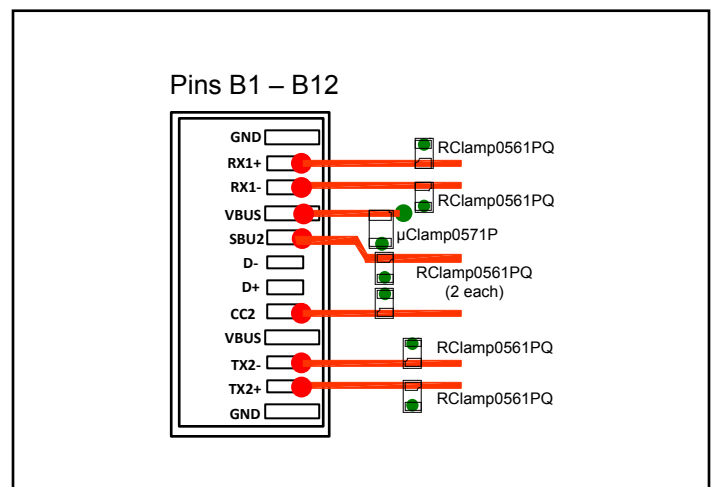 Pins B1 – B12
GND
RX1+
RX1-
VBUS
SBU2
D-
D+
CC2
VBUS
TX2-
TX2+
GND
RClamp0561PQ
RClamp0561PQ
µClamp0571P
RClamp0561PQ
(2 each)
RClamp0561PQ
RClamp0561PQ